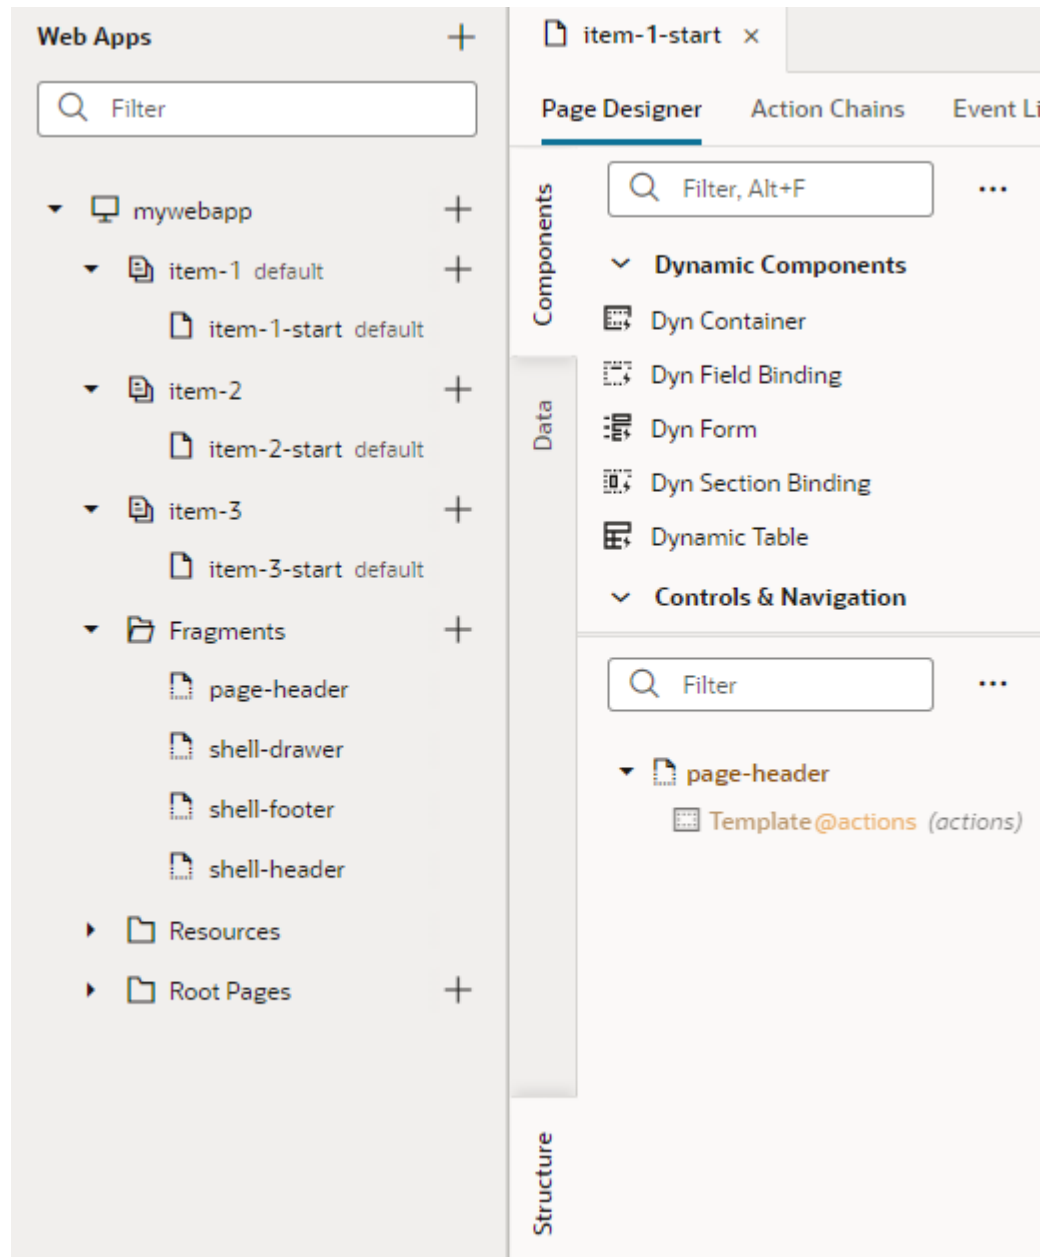 Web Apps
Filter
mywebapp
item-1 default
item-1-start default
item-2
item-2-start default
item-3
item-3-start default
Fragments
page-header
shell-drawer
shell-footer
shell-header
Resources
Root Pages
item-1-start
Page Designer Action Chains Event Li
Components
Data
Structure
Filter, Alt+F
Dynamic Components
Dyn Container
Dyn Field Binding
Dyn Form
Dyn Section Binding
Dynamic Table
Controls & Navigation
Filter
page-header
Template@actions (actions)